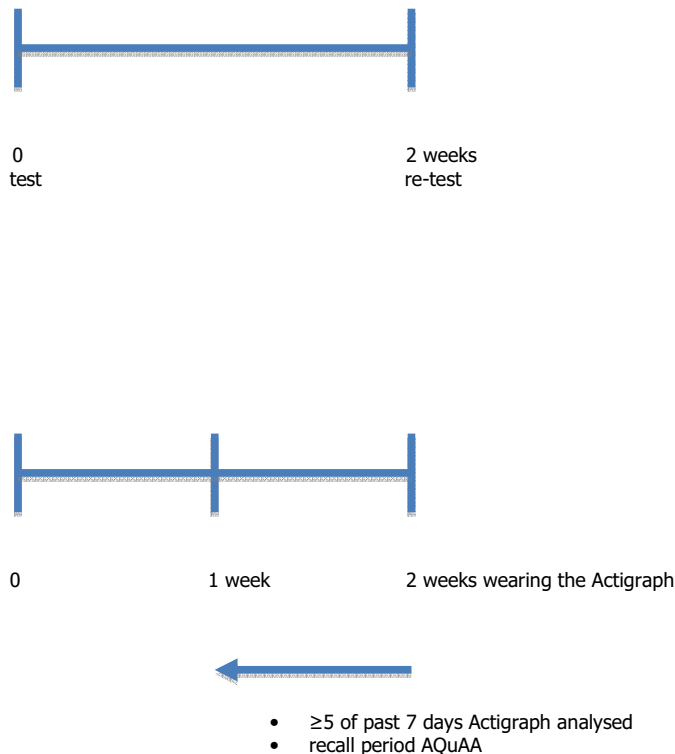 0 2 weeks
test re-test
0 1 week 2 weeks wearing the Actigraph
• ≥5 of past 7 days Actigraph analysed
• recall period AQuAA